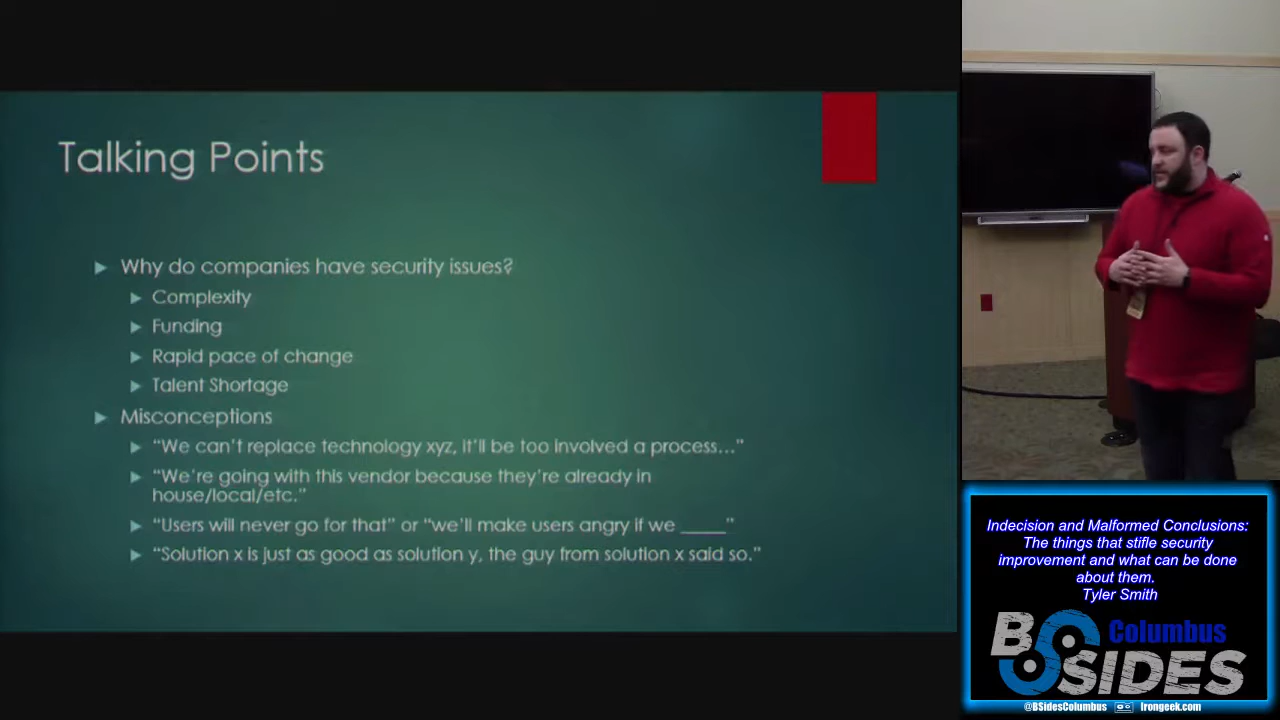 Talking Points
Why do companies have security issues?
Complexity
Funding
Rapid pace of change
Talent Shortage
Misconceptions
"We can't replace technology xyz, it'll be too involved a process…"
"We're going with this vendor because they're already in
house/local/etc."
"Users will never go for that" or "we'll make users angry if we _____"
"Solution x is just as good as solution y, the guy from solution x said so."
Indecision and Malformed Conclusions:
The things that stifle security
improvement and what can be done
about them.
Tyler Smith
BSIDES
Columbus
@BSidesColumbus Irongeek.com